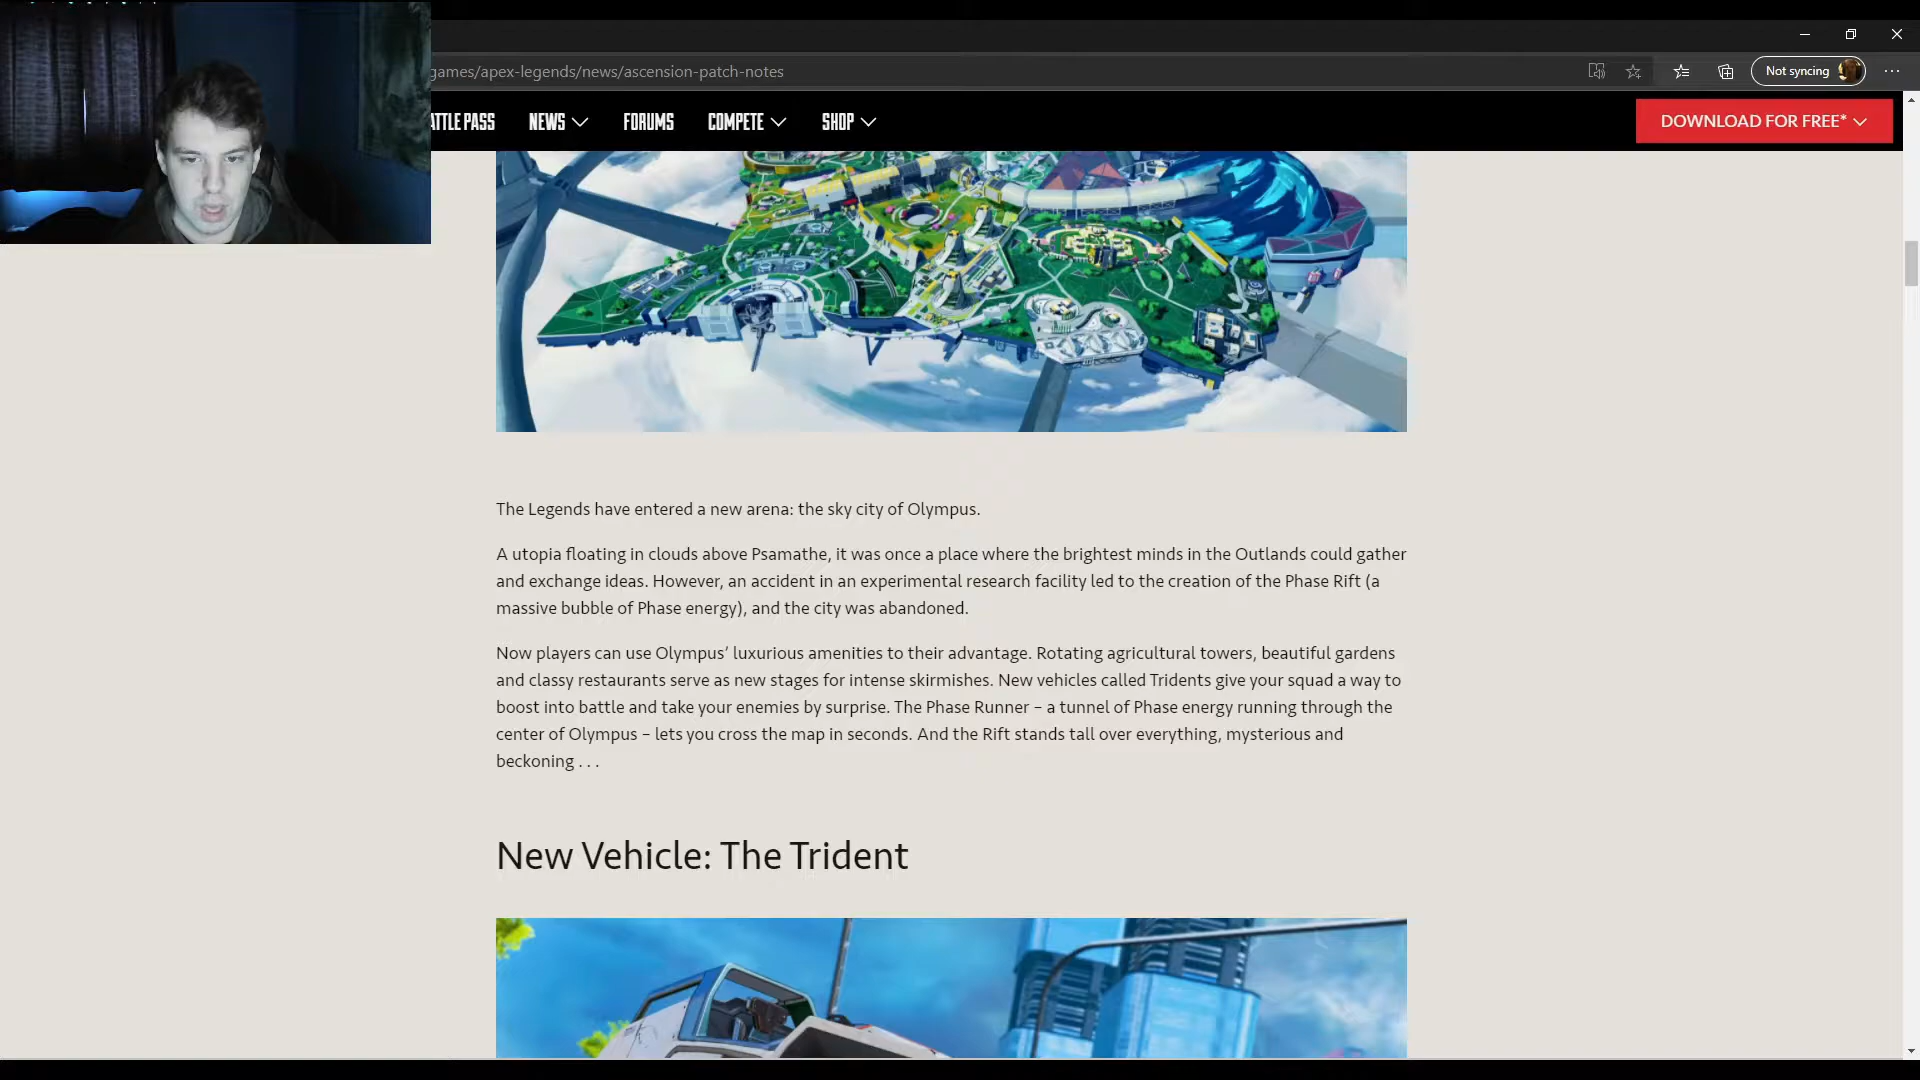 games/apex-legends/news/ascension-patch-notes
Not syncing
ATTLE PASS
NEWS
FORUMS
COMPETE
SHOP
DOWNLOAD FOR FREE*
The Legends have entered a new arena: the sky city of Olympus.
A utopia floating in clouds above Psamathe, it was once a place where the brightest minds in the Outlands could gather
and exchange ideas. However, an accident in an experimental research facility led to the creation of the Phase Rift (a
massive bubble of Phase energy), and the city was abandoned.
Now players can use Olympus’ luxurious amenities to their advantage. Rotating agricultural towers, beautiful gardens
and classy restaurants serve as new stages for intense skirmishes. New vehicles called Tridents give your squad a way to
boost into battle and take your enemies by surprise. The Phase Runner – a tunnel of Phase energy running through the
center of Olympus – lets you cross the map in seconds. And the Rift stands tall over everything, mysterious and
beckoning . . .
New Vehicle: The Trident